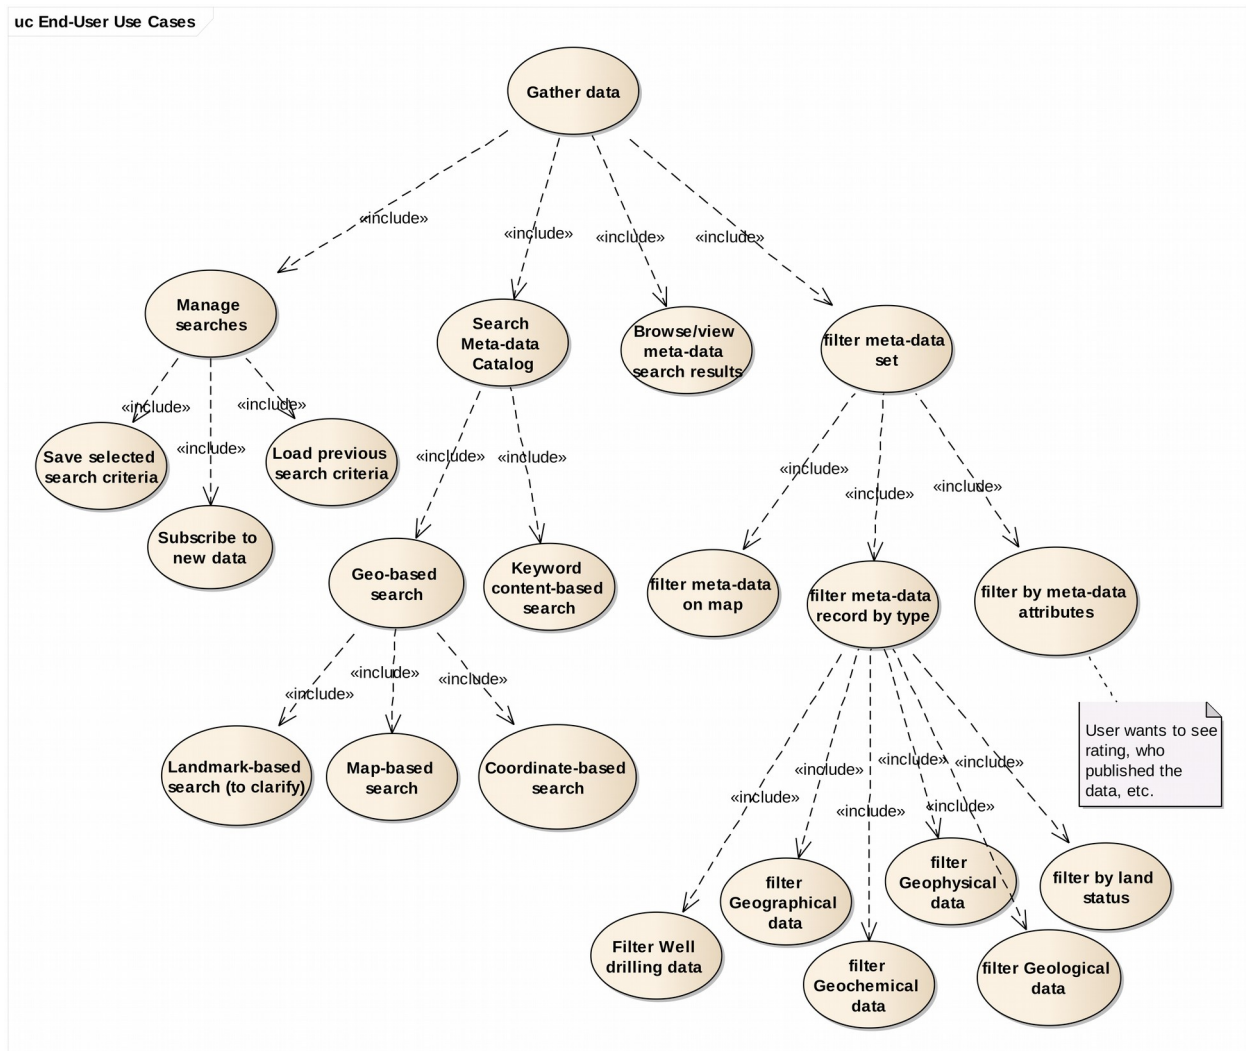 uc End-User Use Cases
Gather data
«include»
«include»
«include»
«include»
Manage
searches
Search
Meta-data
Catalog
Browse/view
meta-data
search results
filter meta-data
set
«include»
«include»
«include»
«include»
«include»
«include»
«include»
«include»
Save selected
search criteria
Load previous
search criteria
Subscribe to
new data
Geo-based
search
Keyword
content-based
search
filter meta-data
on map
filter meta-data
record by type
filter by meta-data
attributes
«include»
«include»
«include»
Landmark-based
search (to clarify)
Map-based
search
Coordinate-based
search
User wants to see
rating, who
published the
data, etc.
«include»
«include»
«include»
«include»
«include»
«include»
Filter Well
drilling data
filter
Geographical
data
filter
Geochemical
data
filter
Geophysical
data
filter Geological
data
filter by land
status